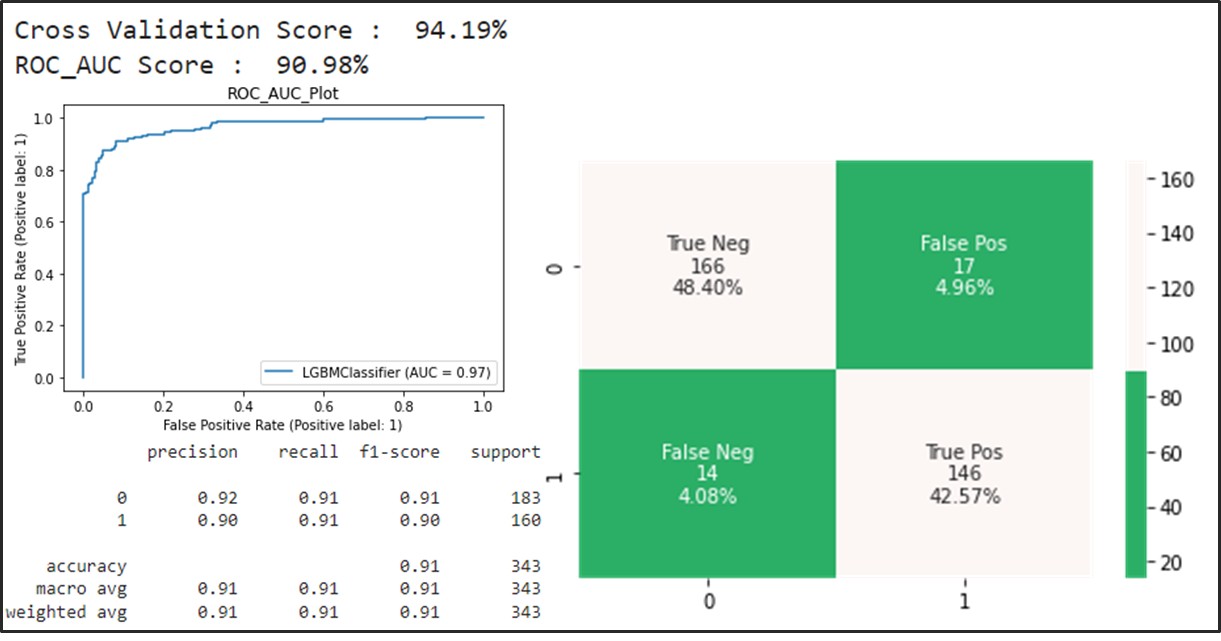 Cross Validation Score :  94.19%
ROC_AUC Score :  90.98%
ROC_AUC_Plot
True Positive Rate (Positive label: 1)
1.0
0.8
0.6
0.4
0.2
0.0
LGBMClassifier (AUC = 0.97)
0.0 0.2 0.4 0.6 0.8 1.0
False Positive Rate (Positive label: 1)
precision recall f1-score support
0 0.92 0.91 0.91 183
1 0.90 0.91 0.90 160
accuracy 0.91 343
macro avg 0.91 0.91 0.91 343
weighted avg 0.91 0.91 0.91 343
0
1
True Neg
166
48.40%
False Pos
17
4.96%
False Neg
14
4.08%
True Pos
146
42.57%
0 1
160
140
120
100
80
60
40
20